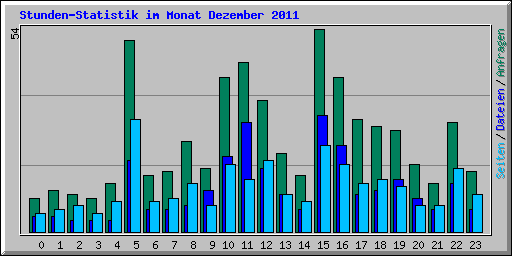 Stunden-Statistik im Monat Dezember 2011
54
Seiten / Dateien / Anfragen
0 1 2 3 4 5 6 7 8 9 10 11 12 13 14 15 16 17 18 19 20 21 22 23